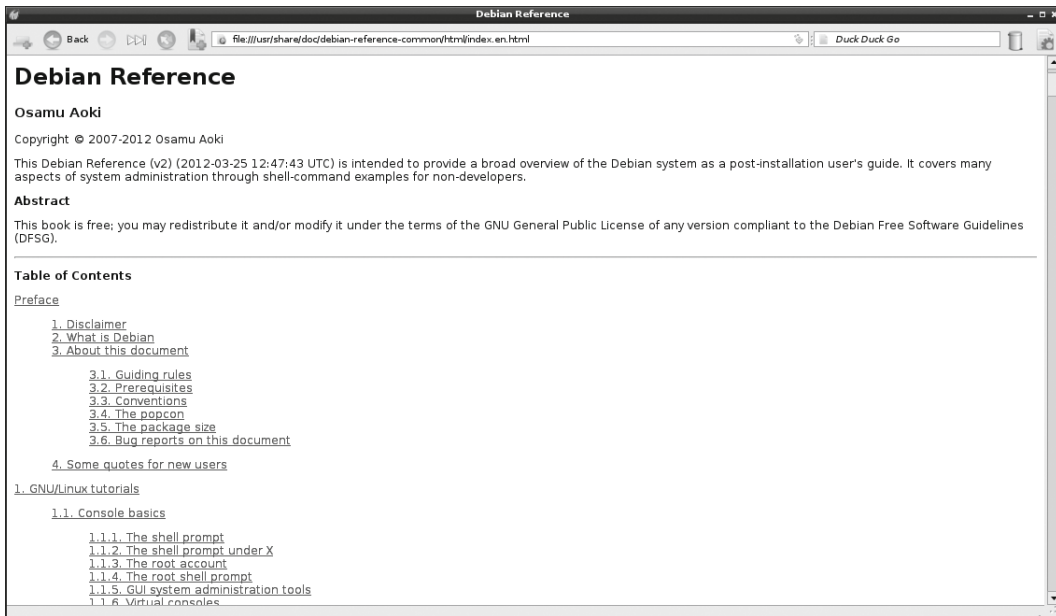 Debian Reference
Back
file:///usr/share/doc/debian-reference-common/html/index.en.html
Duck Duck Go
Debian Reference
Osamu Aoki
Copyright © 2007-2012 Osamu Aoki
This Debian Reference (v2) (2012-03-25 12:47:43 UTC) is intended to provide a broad overview of the Debian system as a post-installation user's guide. It covers many
aspects of system administration through shell-command examples for non-developers.
Abstract
This book is free; you may redistribute it and/or modify it under the terms of the GNU General Public License of any version compliant to the Debian Free Software Guidelines
(DFSG).
Table of Contents
Preface
1. Disclaimer
2. What is Debian
3. About this document
3.1. Guiding rules
3.2. Prerequisites
3.3. Conventions
3.4. The popcon
3.5. The package size
3.6. Bug reports on this document
4. Some quotes for new users
1. GNU/Linux tutorials
1.1. Console basics
1.1.1. The shell prompt
1.1.2. The shell prompt under X
1.1.3. The root account
1.1.4. The root shell prompt
1.1.5. GUI system administration tools
1.1.6. Virtual consoles